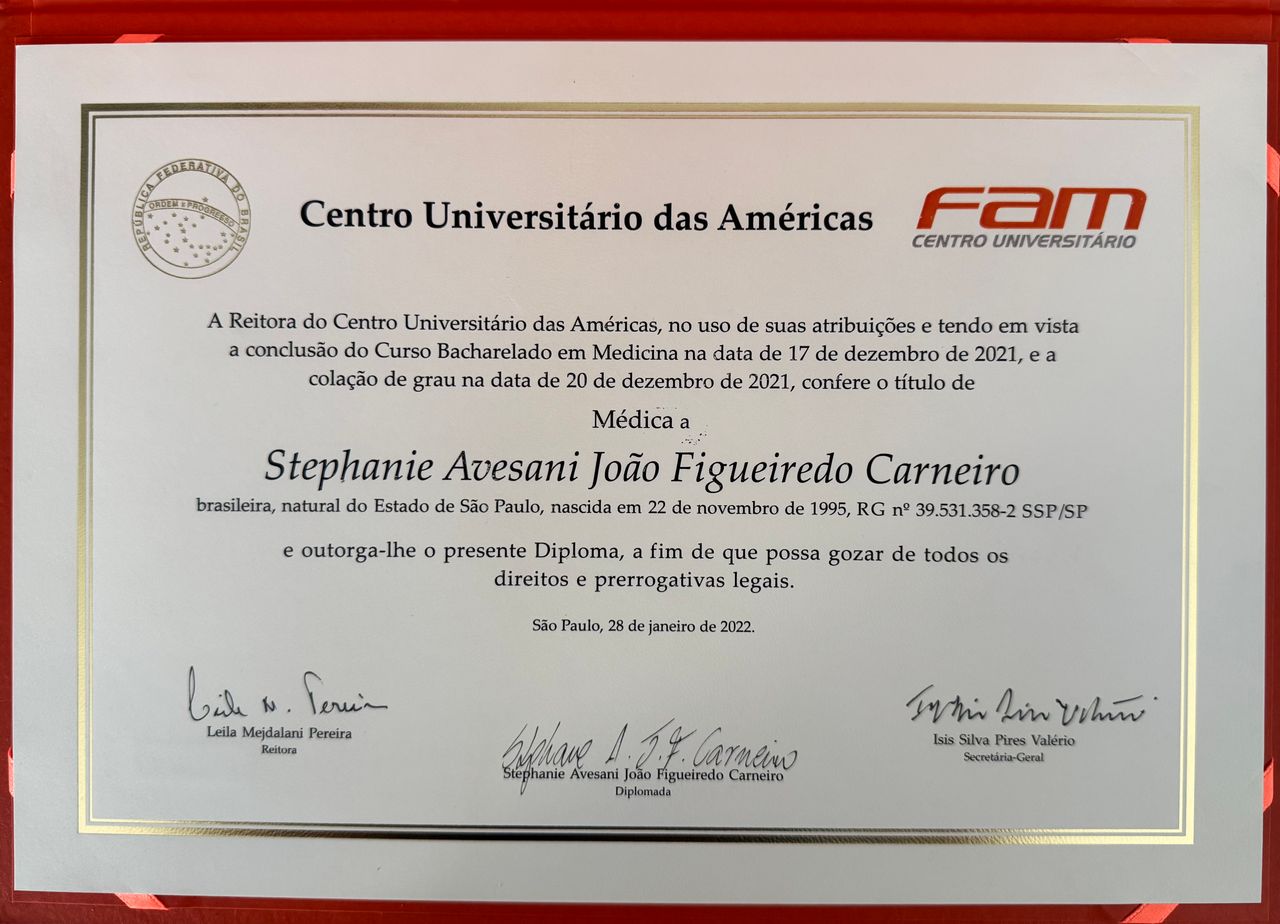 REPÚBLICA FEDERATIVA DO BRASIL
ORDEM E PROGRESSO
Centro Universitário das Américas
fam
CENTRO UNIVERSITÁRIO
A Reitora do Centro Universitário das Américas, no uso de suas atribuições e tendo em vista
a conclusão do Curso Bacharelado em Medicina na data de 17 de dezembro de 2021, e a
colação de grau na data de 20 de dezembro de 2021, confere o título de
Médica a
Stephanie Avesani João Figueiredo Carneiro
brasileira, natural do Estado de São Paulo, nascida em 22 de novembro de 1995, RG nº 39.531.358-2 SSP/SP
e outorga-lhe o presente Diploma, a fim de que possa gozar de todos os
direitos e prerrogativas legais.
São Paulo, 28 de janeiro de 2022.
Leila M. Pereira
Leila Mejdalani Pereira
Reitora
Stephanie A. J. F. Carneiro
Stephanie Avesani João Figueiredo Carneiro
Diplomada
Isis Silva Pires Valério
Secretária-Geral